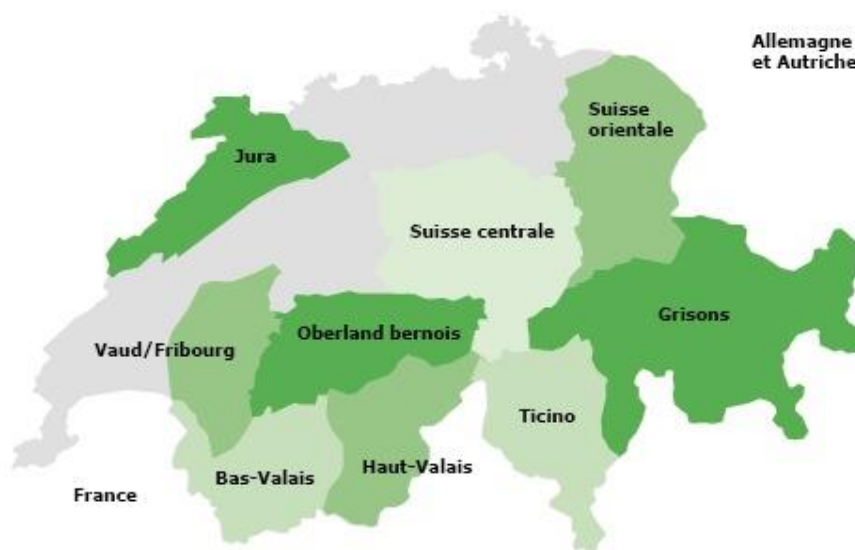 Allemagne
et Autriche
Suisse
orientale
Jura
Suisse centrale
Grisons
Oberland bernois
Vaud/Fribourg
Ticino
Haut-Valais
Bas-Valais
France